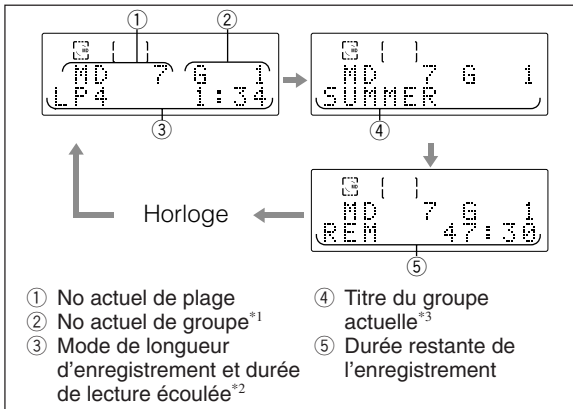 ① ②
MD 7 G 1
LP4 1:34
③
MD 7 G 1
SUMMER
④
MD 7 G 1
REM 47:30
⑤
Horloge
① No actuel de plage
② No actuel de groupe*1
③ Mode de longueur
d'enregistrement et durée
de lecture écoulée*2
④ Titre du groupe
actuelle*3
⑤ Durée restante de
l'enregistrement